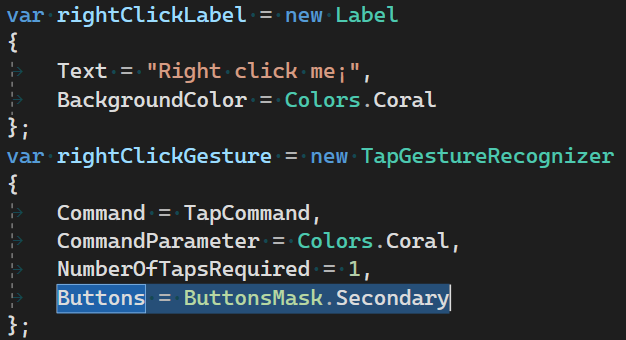 var rightClickLabel = new Label
{
    Text = "Right click me¡",
    BackgroundColor = Colors.Coral
};
var rightClickGesture = new TapGestureRecognizer
{
    Command = TapCommand,
    CommandParameter = Colors.Coral,
    NumberOfTapsRequired = 1,
    Buttons = ButtonsMask.Secondary
};